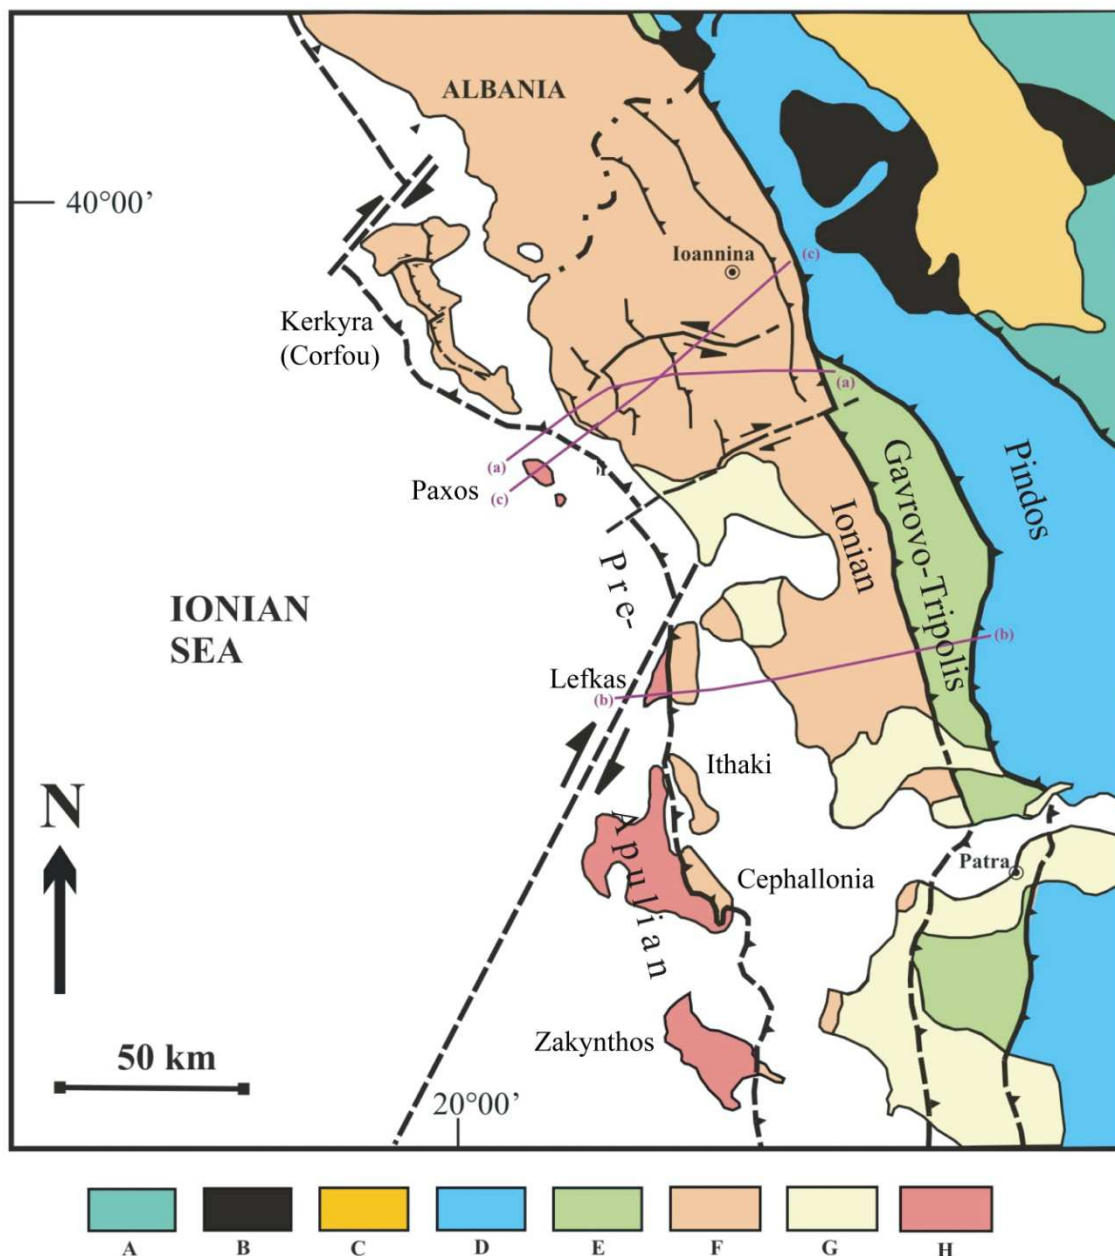 ALBANIA
40°00’
Ioannina
(c)
Kerkyra
(Corfou)
(a)
(a)
Paxos
(c)
Pindos
Gavrovo-Tripolis
Ionian
Pre-
Apulian
IONIAN
SEA
(b)
Lefkas
(b)
Ithaki
N
Patra
Cephallonia
Zakynthos
50 km
20°00’
A B C D E F G H